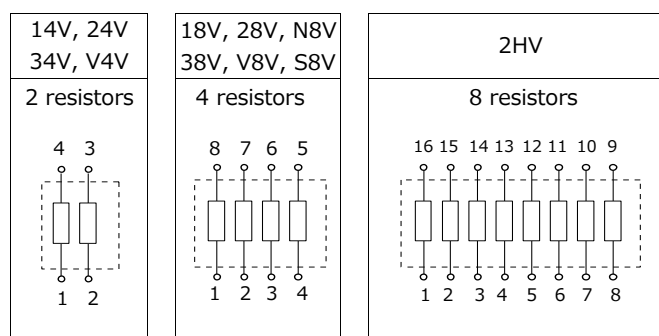 14V, 24V
34V, V4V
2 resistors
4 3
1 2
18V, 28V, N8V
38V, V8V, S8V
4 resistors
8 7 6 5
1 2 3 4
2HV
8 resistors
16 15 14 13 12 11 10 9
1 2 3 4 5 6 7 8